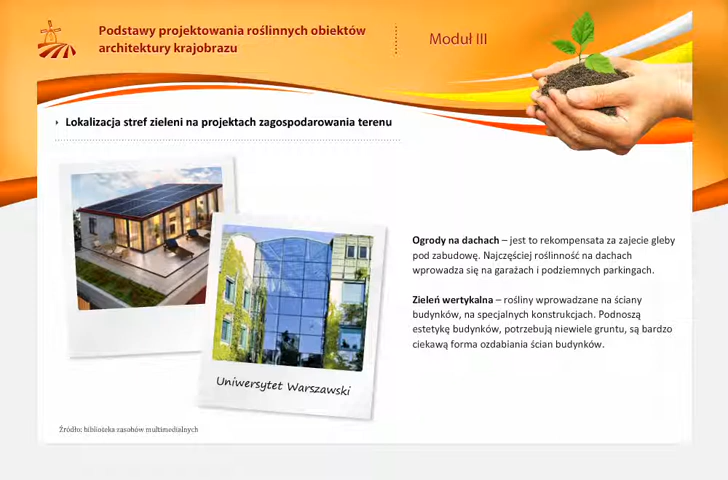 Podstawy projektowania roślinnych obiektów
architektury krajobrazu
Moduł III
Lokalizacja stref zieleni na projektach zagospodarowania terenu
Ogrody na dachach – jest to rekompensata za zajecie gleby
pod zabudowę. Najczęściej roślinność na dachach
wprowadza się na garażach i podziemnych parkingach.
Zieleń wertykalna – rośliny wprowadzane na ściany
budynków, na specjalnych konstrukcjach. Podnoszą
estetykę budynków, potrzebują niewiele gruntu, są bardzo
ciekawą forma ozdabiania ścian budynków.
Uniwersytet Warszawski
Źródło: biblioteka zasobów multimedialnych